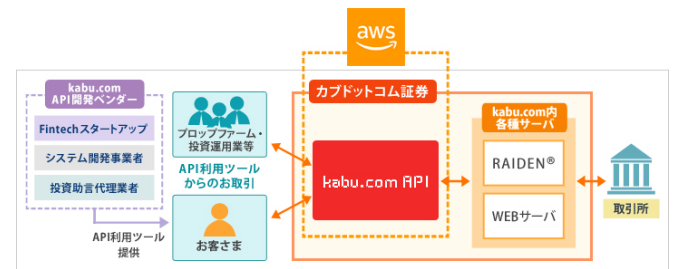 aws
kabu.com
API開発ベンダー
Fintechスタートアップ
システム開発事業者
投資助言代理業者
API利用ツール
提供
プロップファーム・
投資運用業等
API利用ツール
からのお取引
お客さま
カブドットコム証券
kabu.com API
kabu.com内
各種サーバ
RAIDEN®
WEBサーバ
取引所